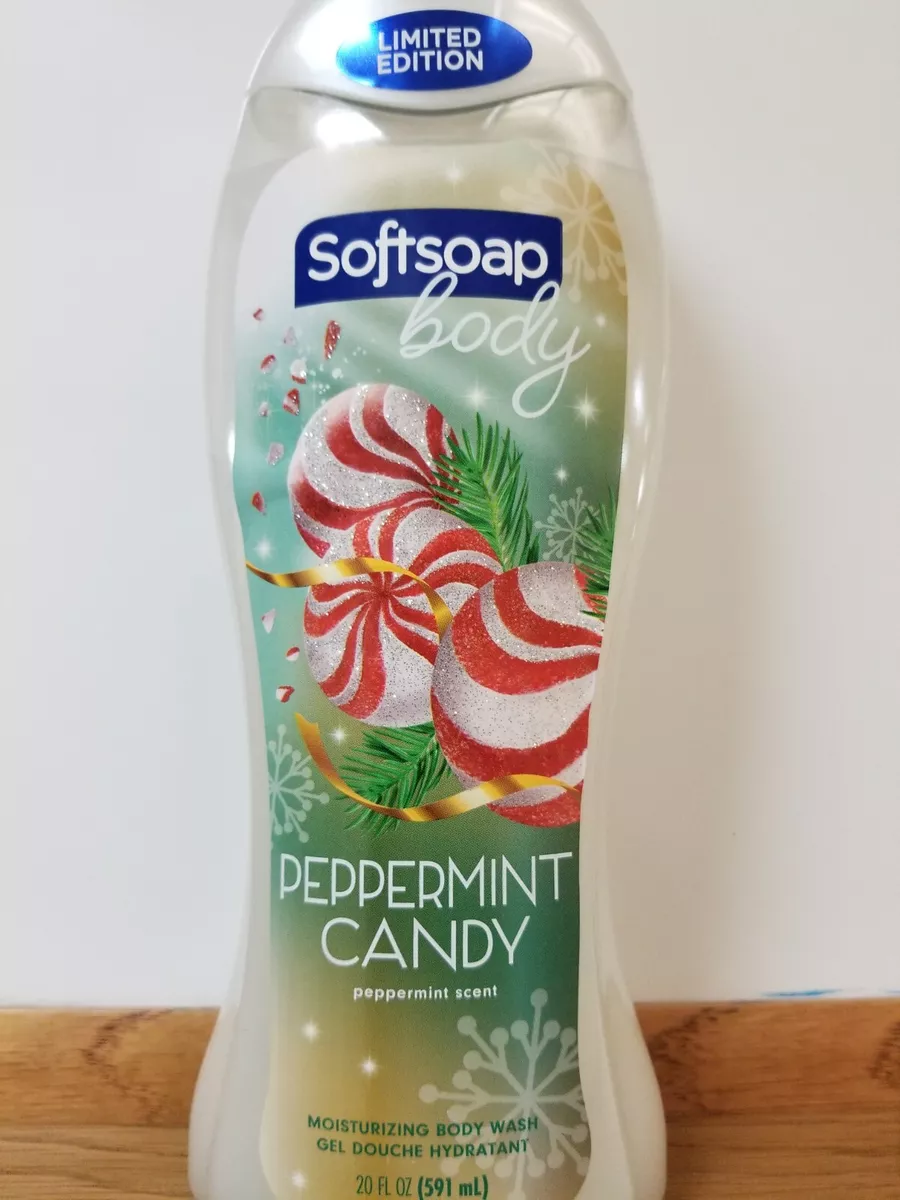 LIMITED
EDITION
Softsoap
body
PEPPERMINT
CANDY
peppermint scent
MOISTURIZING BODY WASH
GEL DOUCHE HYDRATANT
20 FL OZ (591 mL)